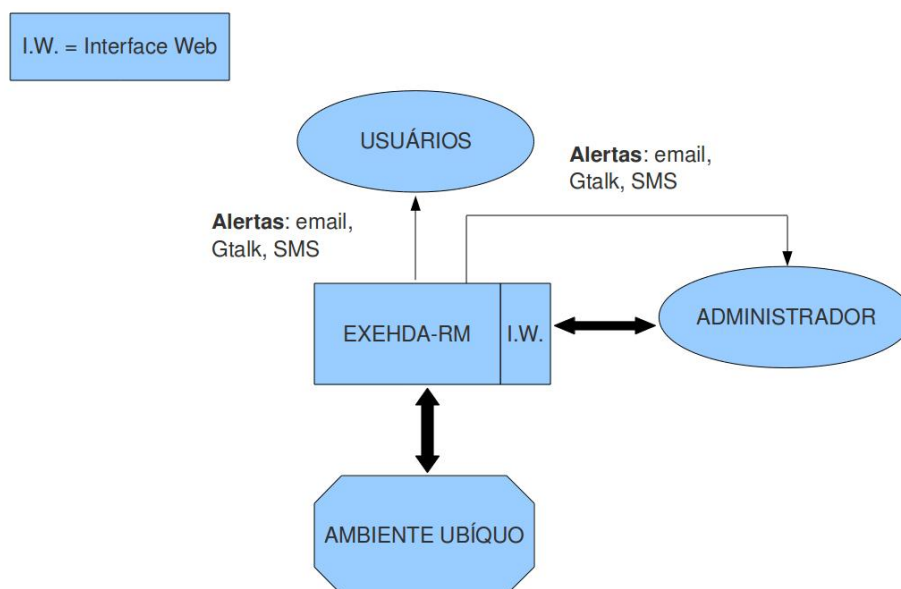 I.W. = Interface Web
USUÁRIOS
Alertas: email,
Gtalk, SMS
Alertas: email,
Gtalk, SMS
EXEHDA-RM
I.W.
ADMINISTRADOR
AMBIENTE UBÍQUO